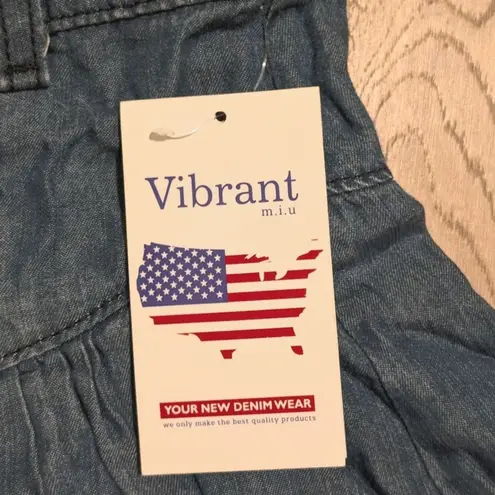 Vibrant
m.i.u
YOUR NEW DENIM WEAR
we only make the best quality products